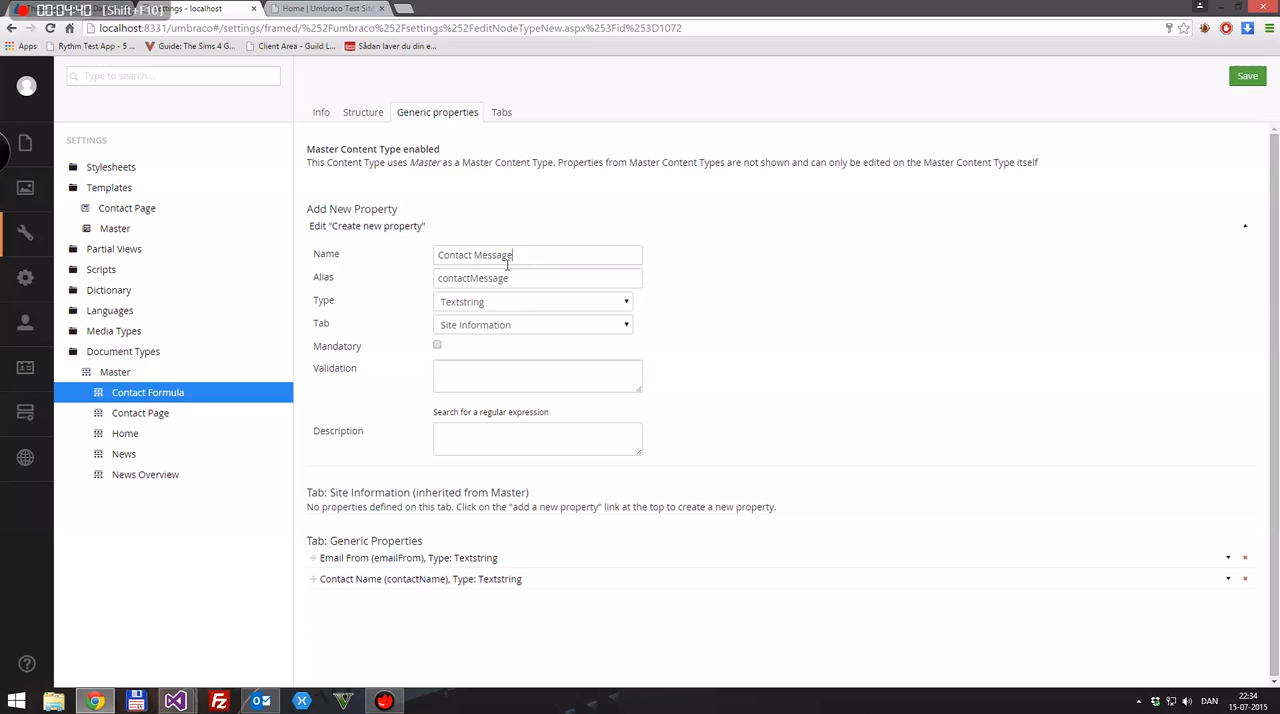 00:04:40 [Shift+F10]
ettings - localhost
Home | Umbraco Test Sit
localhost:8331/umbraco#/settings/framed/%252Fumbraco%252Fsettings%252FeditNodeTypeNew.aspx%253Fid%253D1072
Apps
Rythm Test App - 5 ...
Guide: The Sims 4 G...
Client Area - Guild L...
Sådan laver du din e...
Type to search...
Save
Info
Structure
Generic properties
Tabs
SETTINGS
Stylesheets
Templates
Contact Page
Master
Partial Views
Scripts
Dictionary
Languages
Media Types
Document Types
Master
Contact Formula
Contact Page
Home
News
News Overview
Master Content Type enabled
This Content Type uses Master as a Master Content Type. Properties from Master Content Types are not shown and can only be edited on the Master Content Type itself
Add New Property
Edit "Create new property"
Name
Contact Message
Alias
contactMessage
Type
Textstring
Tab
Site Information
Mandatory
Validation
Search for a regular expression
Description
Tab: Site Information (inherited from Master)
No properties defined on this tab. Click on the "add a new property" link at the top to create a new property.
Tab: Generic Properties
Email From (emailFrom), Type: Textstring
Contact Name (contactName), Type: Textstring
DAN
22:34
15-07-2015